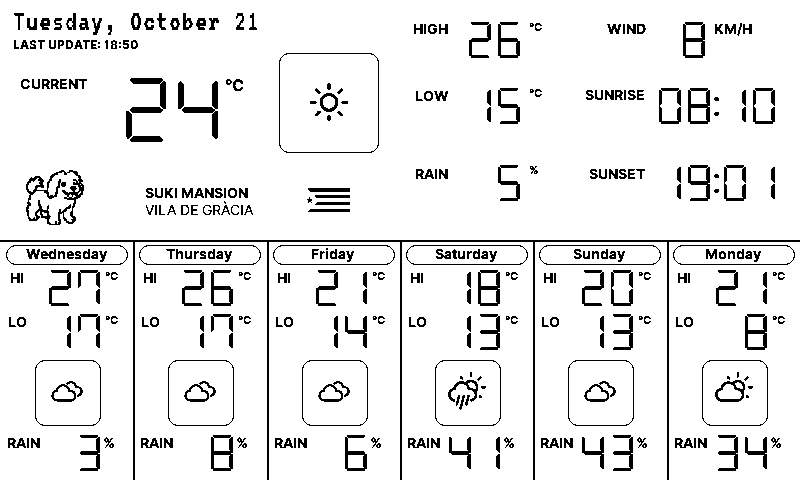 Tuesday, October 21
LAST UPDATE: 18:50
CURRENT 24 °C
HIGH 26 °C
WIND 8 KM/H
LOW 15 °C
SUNRISE 08:10
RAIN 5 %
SUNSET 19:01
SUKI MANSION
VILA DE GRÀCIA
Wednesday
HI 27 °C
LO 17 °C
RAIN 3 %
Thursday
HI 26 °C
LO 17 °C
RAIN 8 %
Friday
HI 21 °C
LO 14 °C
RAIN 6 %
Saturday
HI 18 °C
LO 13 °C
RAIN 41 %
Sunday
HI 20 °C
LO 13 °C
RAIN 43 %
Monday
HI 21 °C
LO 8 °C
RAIN 34 %